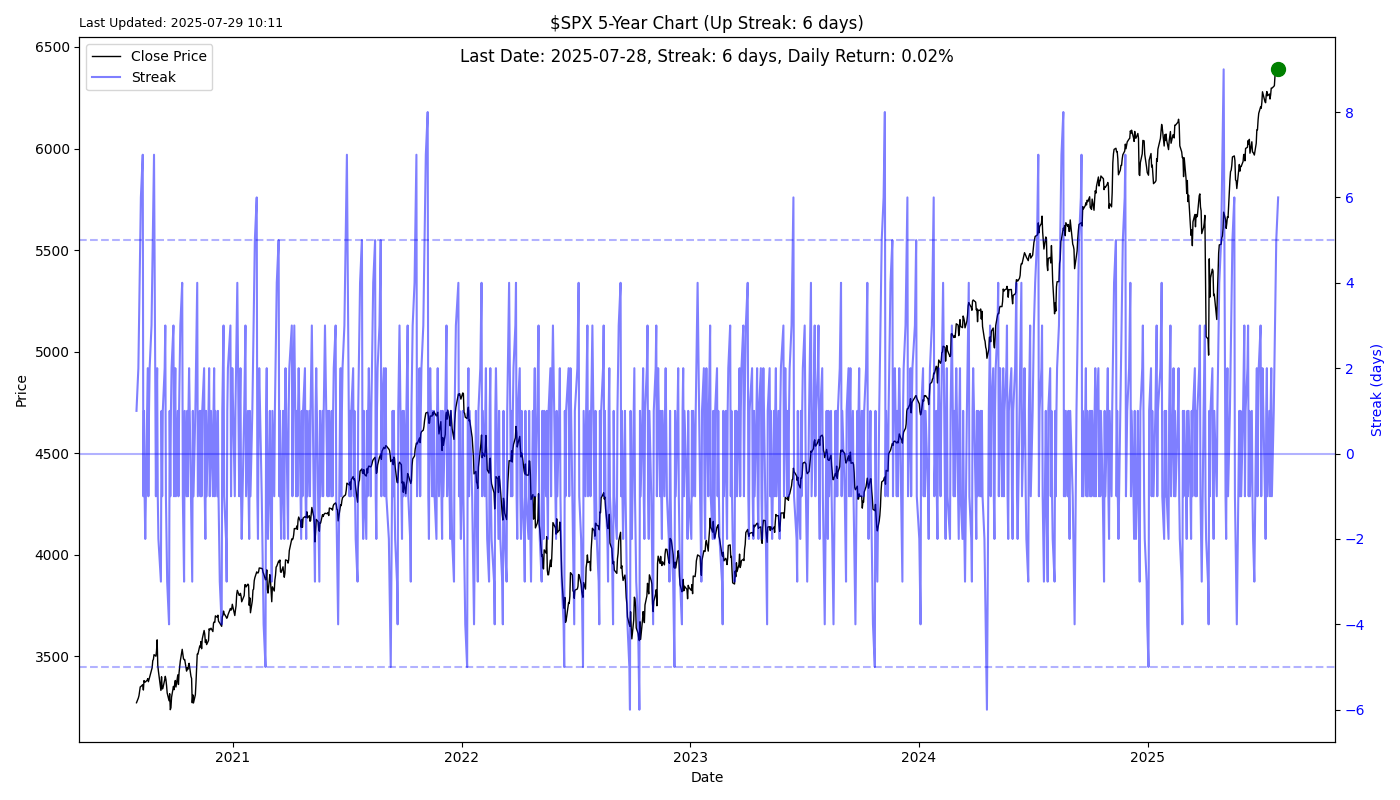 Last Updated: 2025-07-29 10:11
$SPX 5-Year Chart (Up Streak: 6 days)
Last Date: 2025-07-28, Streak: 6 days, Daily Return: 0.02%
Close Price
Streak
Price
6500
6000
5500
5000
4500
4000
3500
8
6
4
2
0
−2
−4
−6
Streak (days)
2021
2022
2023
2024
2025
Date